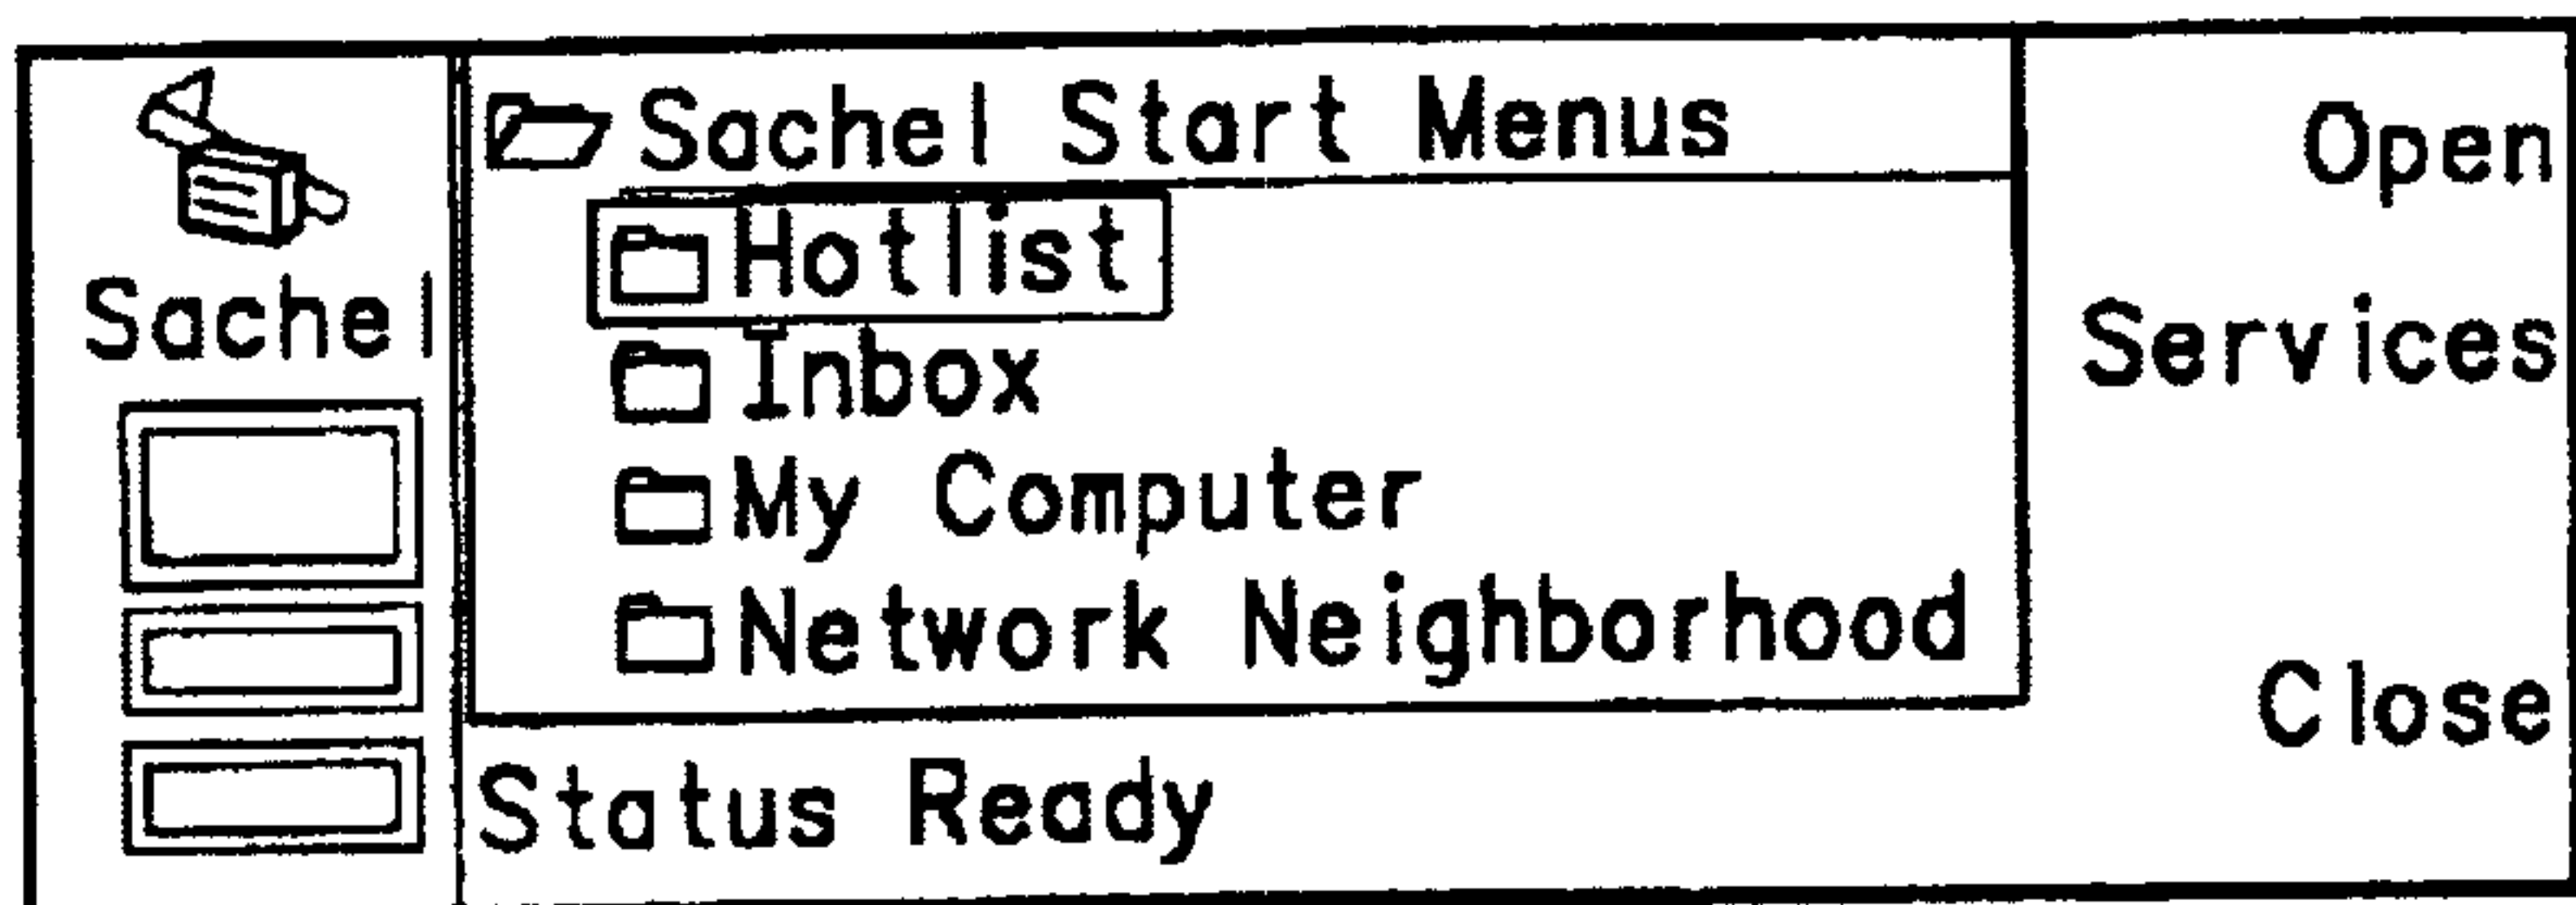 Sachel
Sachel Start Menus
Hotlist
Inbox
My Computer
Network Neighborhood
Status Ready
Open
Services
Close